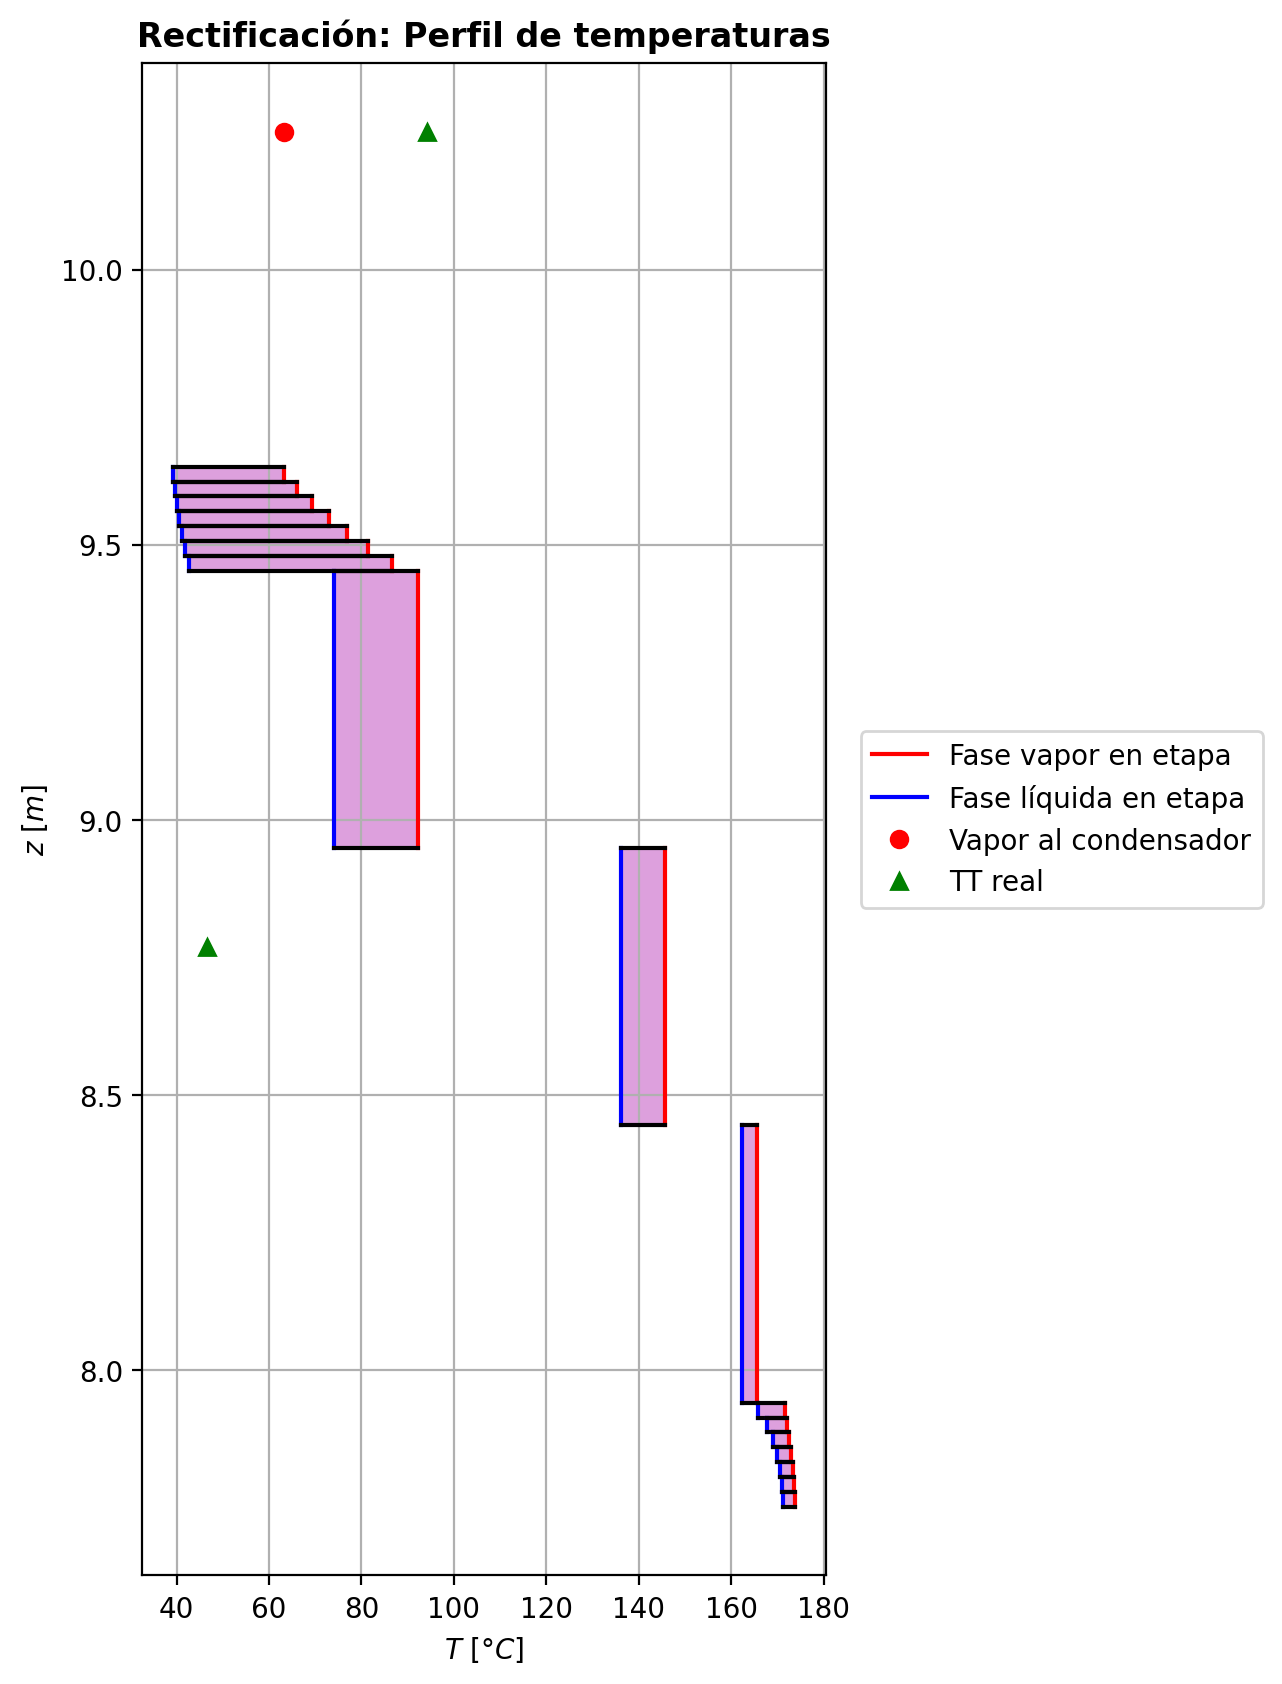 Rectificación: Perfil de temperaturas
10.0
9.5
9.0
8.5
8.0
z [m]
40 60 80 100 120 140 160 180
T [°C]
Fase vapor en etapa
Fase líquida en etapa
Vapor al condensador
TT real